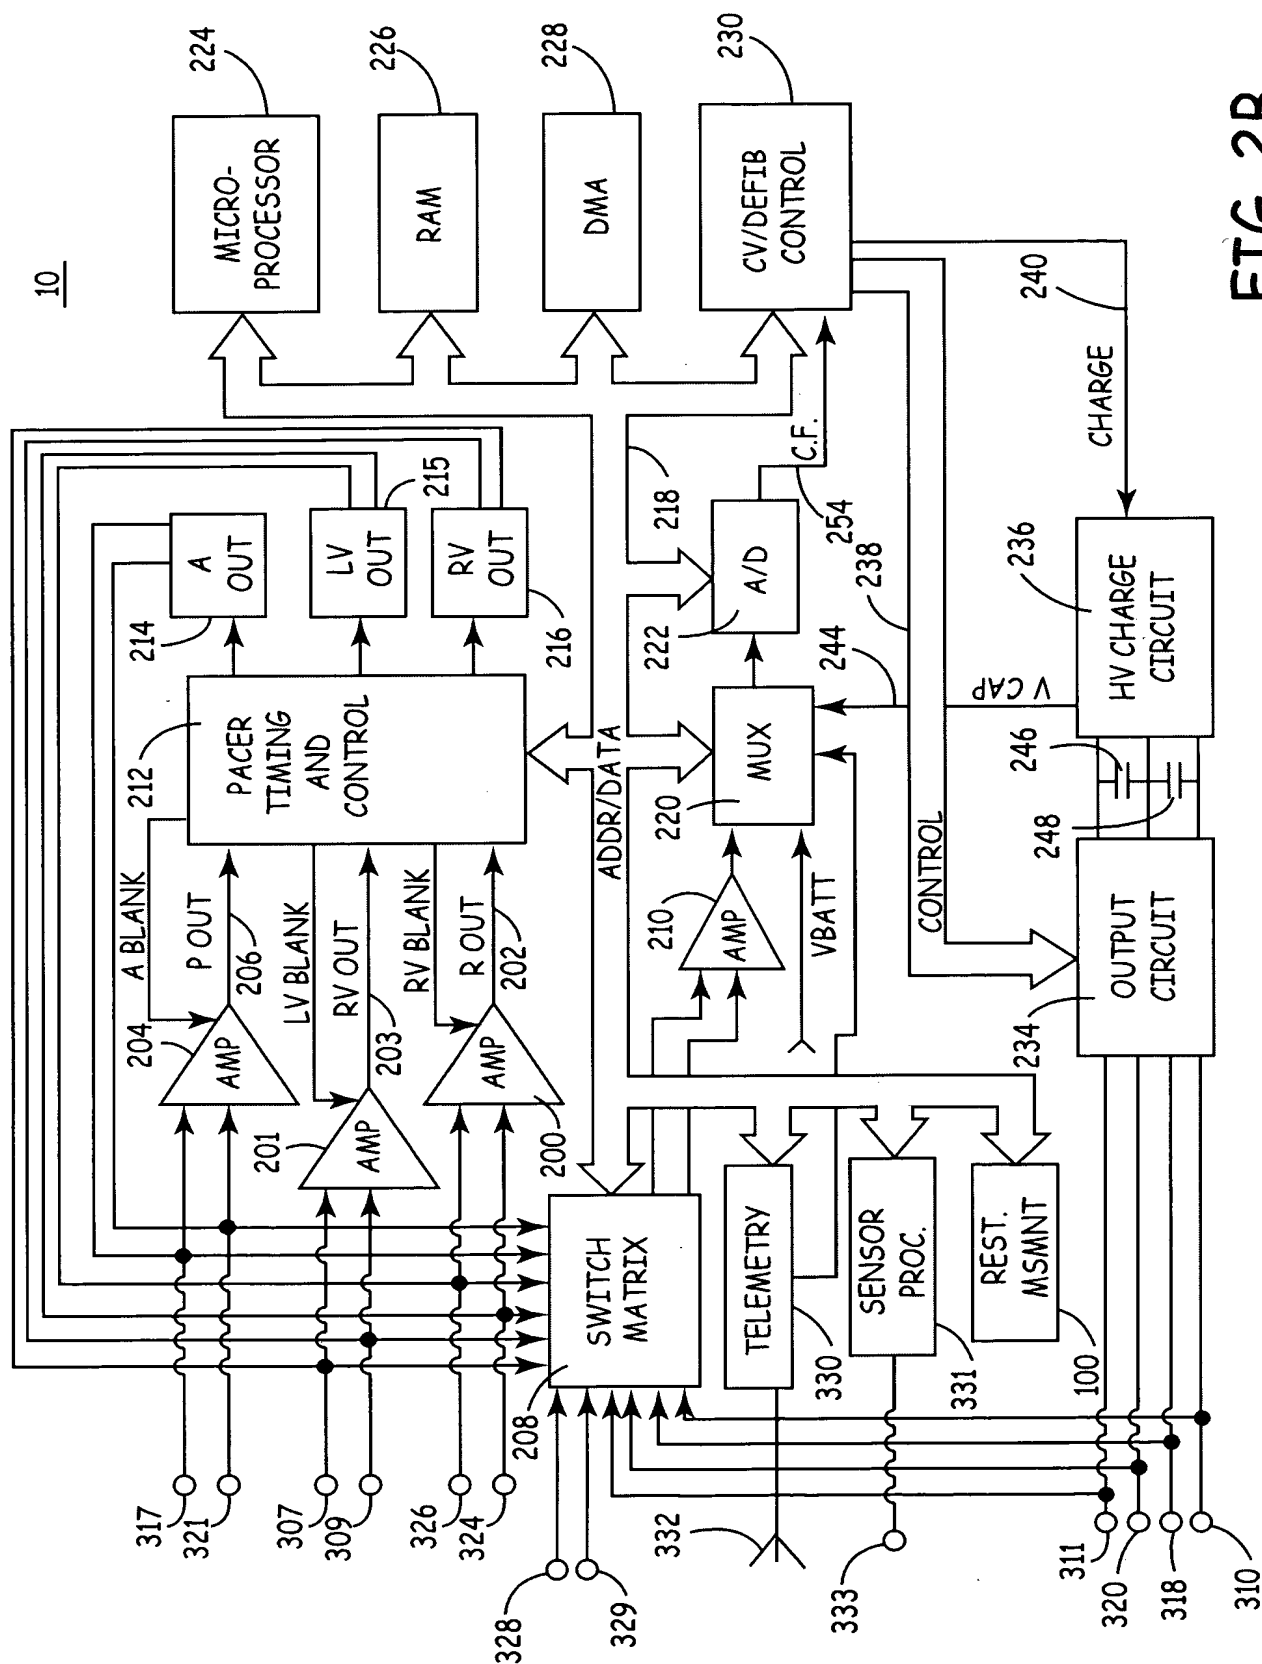 10
224
MICRO-
PROCESSOR
226
RAM
228
DMA
230
CV/DEFIB
CONTROL
214
A
OUT
215
LV
OUT
216
RV
OUT
212
PACER
TIMING
AND
CONTROL
A BLANK
P OUT
206
LV BLANK
RV OUT
203
RV BLANK
R OUT
202
204
AMP
201
AMP
200
AMP
ADDR/DATA
218
C.F.
254
222
A/D
220
MUX
210
AMP
VBATT
244
238
V CAP
CONTROL
240
CHARGE
236
HV CHARGE
CIRCUIT
246
248
234
OUTPUT
CIRCUIT
208
SWITCH
MATRIX
TELEMETRY
330
SENSOR
PROC.
331
REST.
MSMNT
100
317
321
307
309
326
324
328
329
332
333
311
320
318
310
FIG. 2B